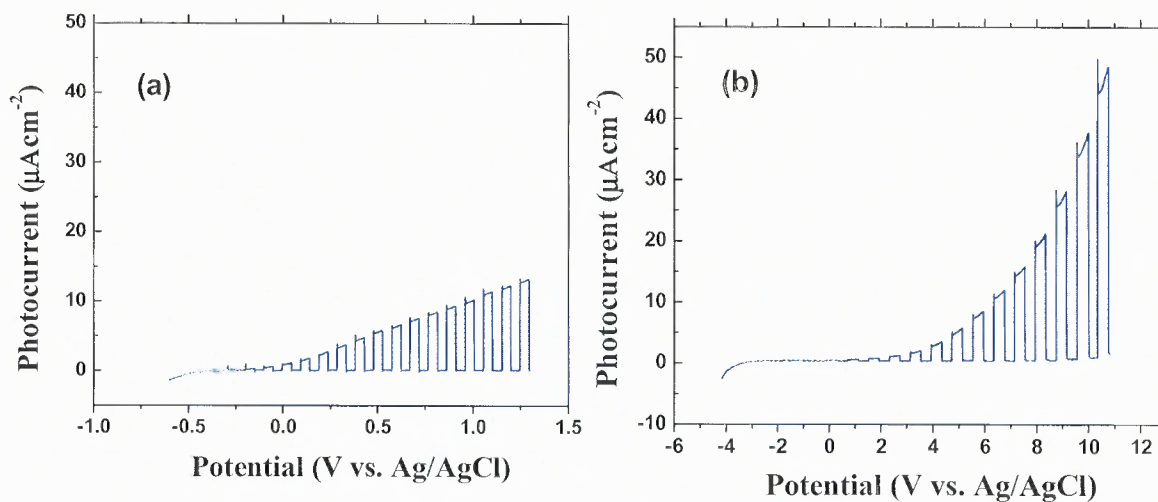 (a)
Photocurrent (μAcm⁻²)
50
40
30
20
10
0
-1.0 -0.5 0.0 0.5 1.0 1.5
Potential (V vs. Ag/AgCl)
(b)
Photocurrent (μAcm⁻²)
50
40
30
20
10
0
-10
-6 -4 -2 0 2 4 6 8 10 12
Potential (V vs. Ag/AgCl)